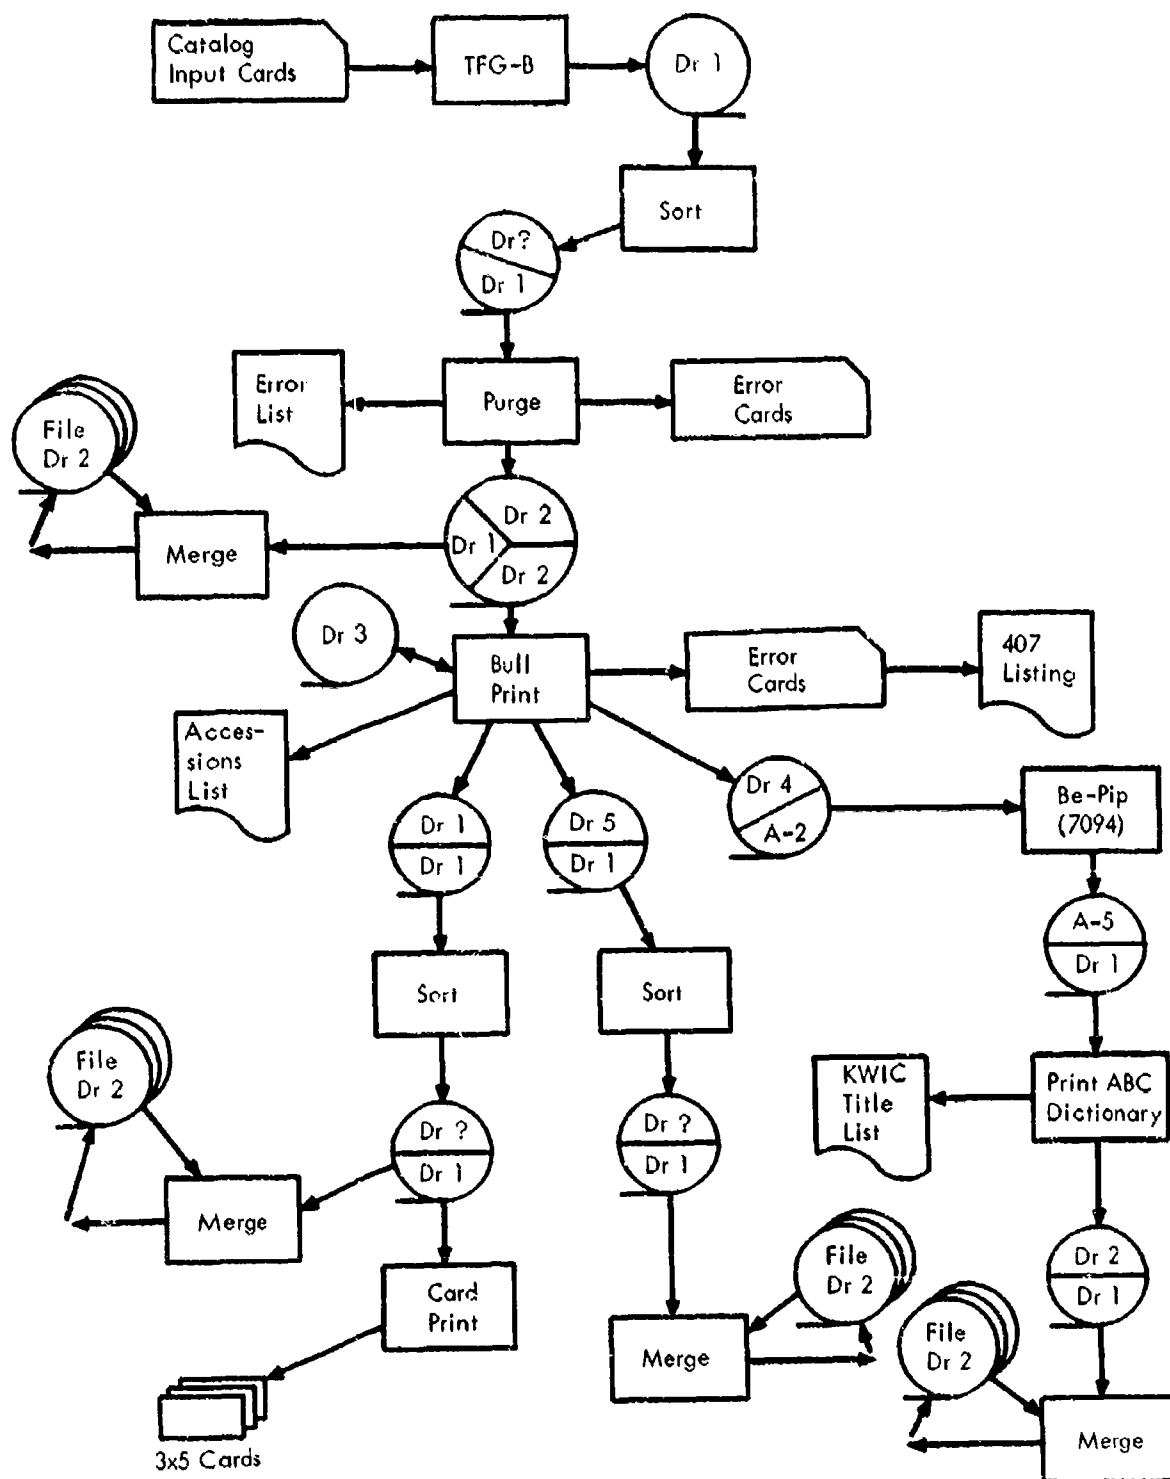 Catalog
Input Cards
TFG-B
Dr 1
Sort
Dr?
Dr 1
Error
List
Purge
Error
Cards
File
Dr 2
Merge
Dr 2
Dr 1
Dr 2
Dr 3
Bull
Print
Error
Cards
407
Listing
Acces-
sions
List
Dr 1
Dr 1
Dr 5
Dr 1
Dr 4
A-2
Be-Pip
(7094)
A-5
Dr 1
Sort
Sort
File
Dr 2
KWIC
Title
List
Print ABC
Dictionary
Dr ?
Dr 1
Dr ?
Dr 1
Merge
File
Dr 2
Dr 2
Dr 1
Card
Print
Merge
File
Dr 2
Merge
3x5 Cards